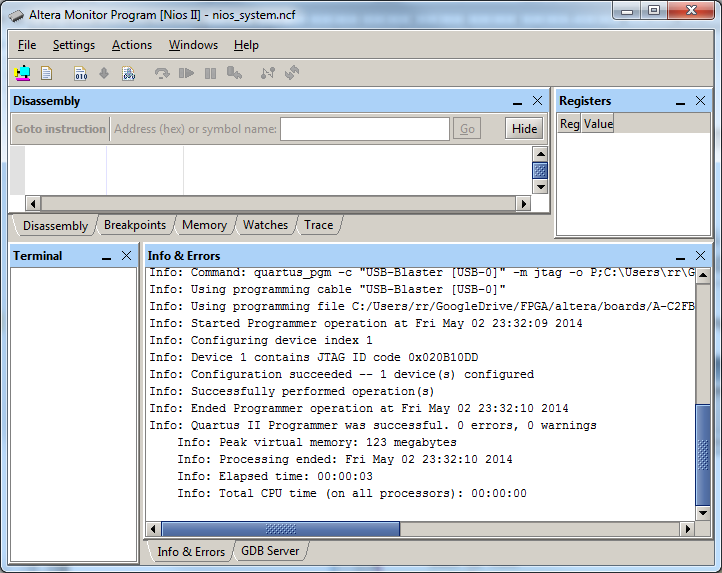 Altera Monitor Program [Nios II] - nios_system.ncf
File Settings Actions Windows Help
Disassembly
Goto instruction Address (hex) or symbol name: Go Hide
Registers
Reg Value
Disassembly Breakpoints Memory Watches Trace
Terminal
Info & Errors
Info: Command: quartus_pgm -c "USB-Blaster [USB-0]" -m jtag -o P;C:\Users\rr\G
Info: Using programming cable "USB-Blaster [USB-0]"
Info: Using programming file C:/Users/rr/GoogleDrive/FPGA/altera/boards/A-C2FB
Info: Started Programmer operation at Fri May 02 23:32:09 2014
Info: Configuring device index 1
Info: Device 1 contains JTAG ID code 0x020B10DD
Info: Configuration succeeded -- 1 device(s) configured
Info: Successfully performed operation(s)
Info: Ended Programmer operation at Fri May 02 23:32:10 2014
Info: Quartus II Programmer was successful. 0 errors, 0 warnings
Info: Peak virtual memory: 123 megabytes
Info: Processing ended: Fri May 02 23:32:10 2014
Info: Elapsed time: 00:00:03
Info: Total CPU time (on all processors): 00:00:00
Info & Errors GDB Server